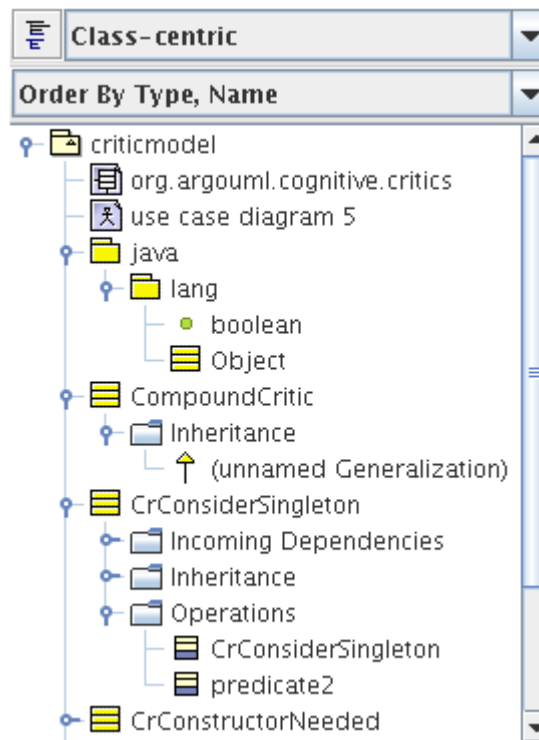 Class-centric
Order By Type, Name
criticmodel
org.argouml.cognitive.critics
use case diagram 5
java
lang
boolean
Object
CompoundCritic
Inheritance
(unnamed Generalization)
CrConsiderSingleton
Incoming Dependencies
Inheritance
Operations
CrConsiderSingleton
predicate2
CrConstructorNeeded